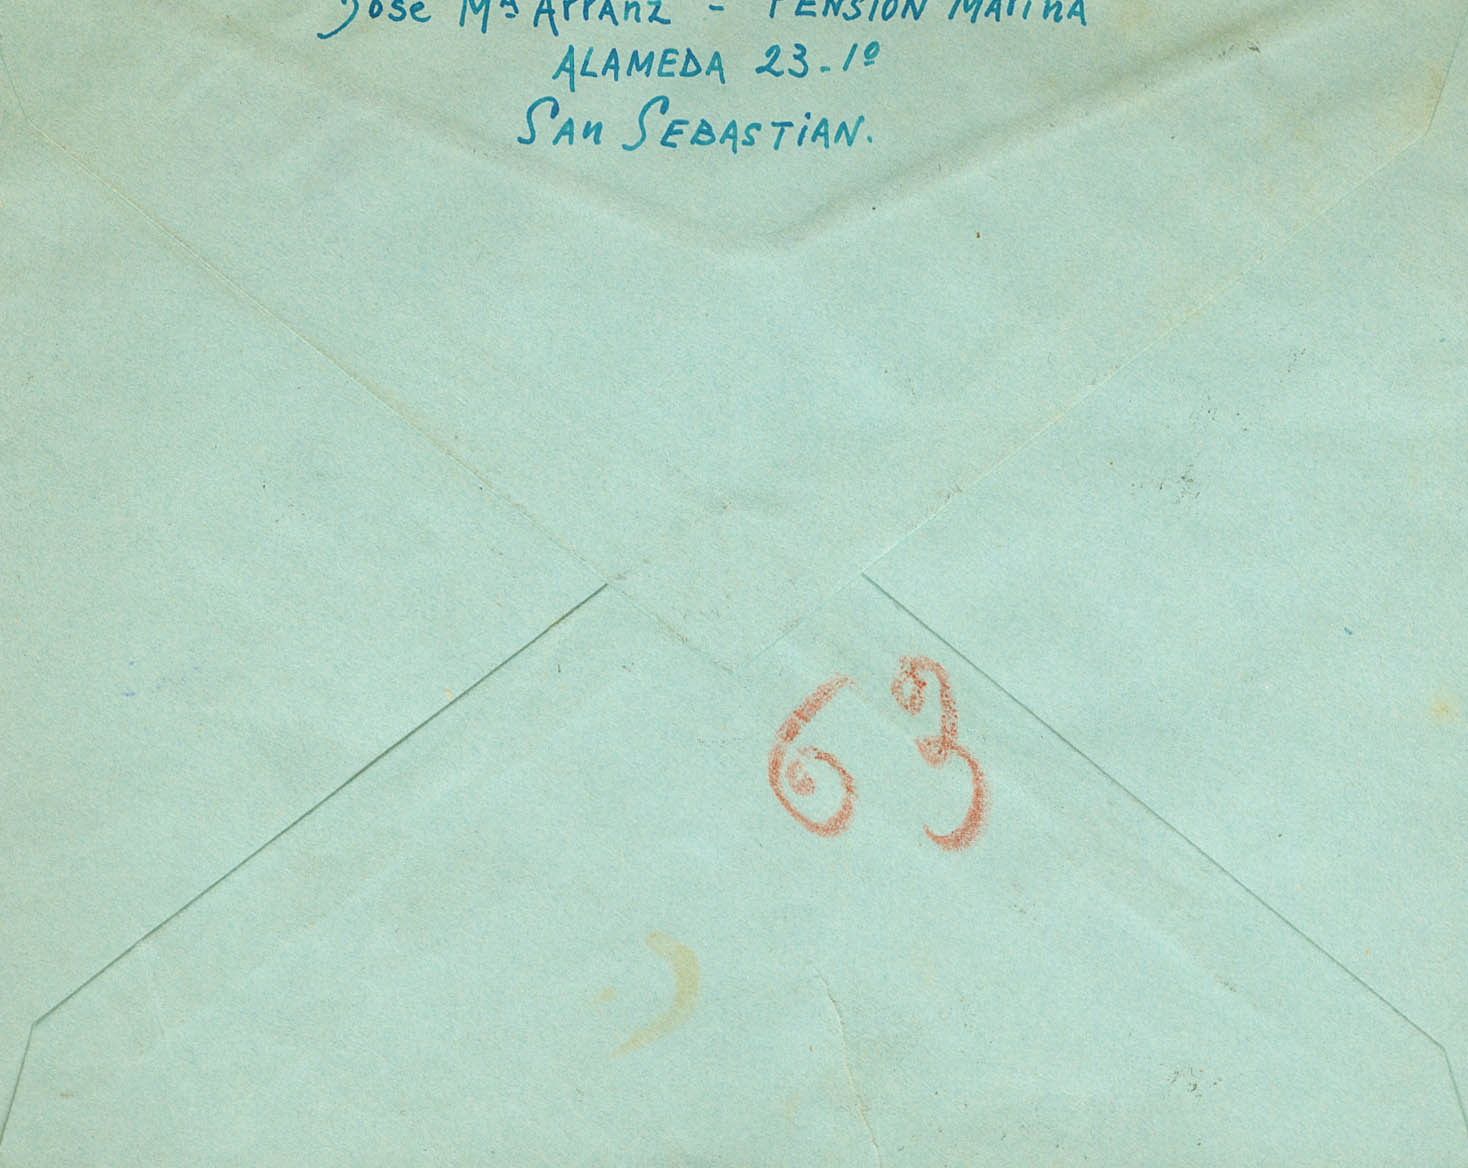 José Mª Arranz - PENSION MARINA
ALAMEDA 23-1º
SAN SEBASTIAN.
63